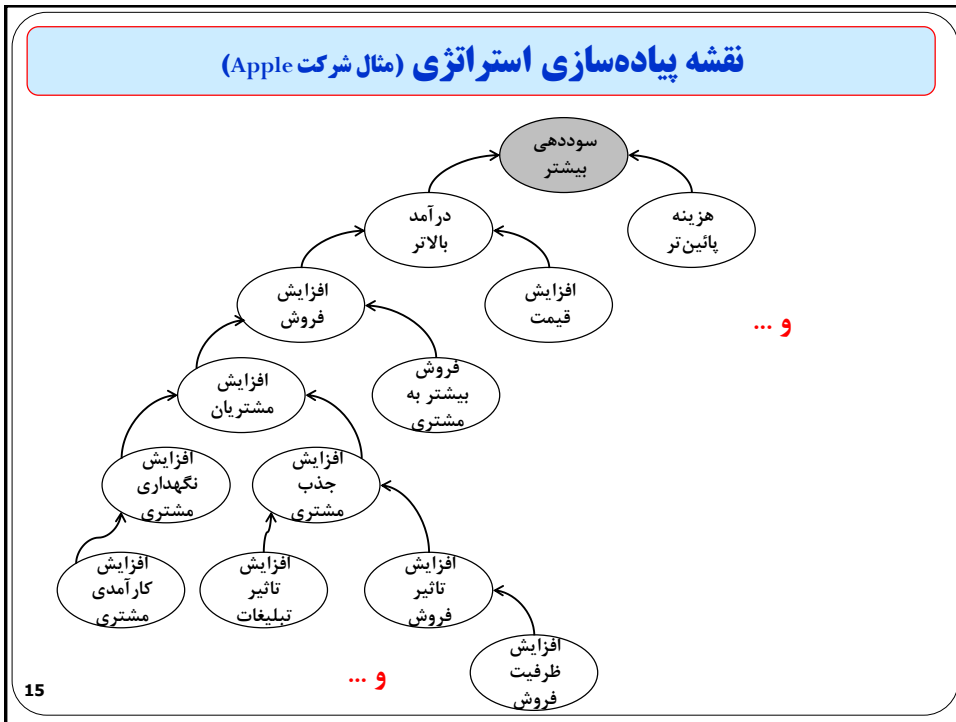 نقشه پیاده‌سازی استراتژی (مثال شرکت Apple)
سوددهی
بیشتر
هزینه
پائین‌تر
درآمد
بالاتر
افزایش
قیمت
افزایش
فروش
و ...
فروش
بیشتر به
مشتری
افزایش
مشتریان
افزایش
جذب
مشتری
افزایش
نگهداری
مشتری
افزایش
تاثیر
فروش
افزایش
تاثیر
تبلیغات
افزایش
کارآمدی
مشتری
افزایش
ظرفیت
فروش
و ...
15